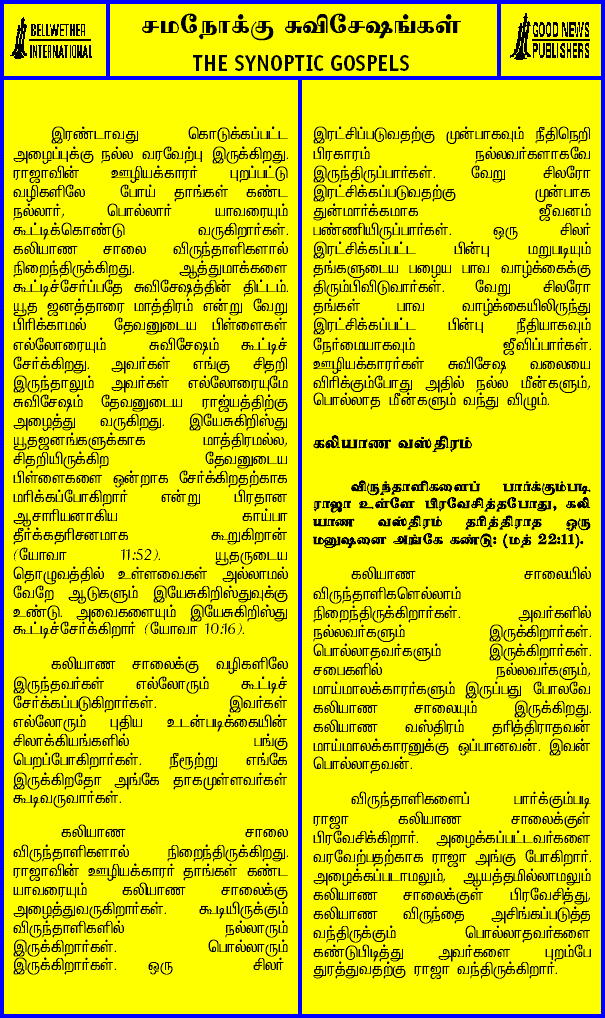 BELLWETHER
INTERNATIONAL
சமநோக்கு சுவிசேஷங்கள்
THE SYNOPTIC GOSPELS
GOOD NEWS
PUBLISHERS
இரண்டாவது கொடுக்கப்பட்ட
அழைப்புக்கு நல்ல வரவேற்பு இருக்கிறது.
ராஜாவின் ஊழியக்காரர் புறப்பட்டு
வழிகளிலே போய் தாங்கள் கண்ட
நல்லார், பொல்லார் யாவரையும்
கூட்டிக்கொண்டு வருகிறார்கள்.
கலியாண சாலை விருந்தாளிகளால்
நிறைந்திருக்கிறது. ஆத்துமாக்களை
கூட்டிச்சேர்ப்பதே சுவிசேஷத்தின் திட்டம்.
யூத ஜனத்தாரை மாத்திரம் என்று வேறு
பிரிக்காமல் தேவனுடைய பிள்ளைகள்
எல்லோரையும் சுவிசேஷம் கூட்டிச்
சேர்க்கிறது. அவர்கள் எங்கு சிதறி
இருந்தாலும் அவர்கள் எல்லோரையுமே
சுவிசேஷம் தேவனுடைய ராஜ்யத்திற்கு
அழைத்து வருகிறது. இயேசுகிறிஸ்து
யூதஜனங்களுக்காக மாத்திரமல்ல,
சிதறியிருக்கிற தேவனுடைய
பிள்ளைகளை ஒன்றாக சேர்க்கிறதற்காக
மரிக்கப்போகிறார் என்று பிரதான
ஆசாரியனாகிய காய்பா
தீர்க்கதரிசனமாக கூறுகிறான்
(யோவா 11:52). யூதருடைய
தொழுவத்தில் உள்ளவைகள் அல்லாமல்
வேறே ஆடுகளும் இயேசுகிறிஸ்துவுக்கு
உண்டு. அவைகளையும் இயேசுகிறிஸ்து
கூட்டிச்சேர்க்கிறார் (யோவா 10:16).
கலியாண சாலைக்கு வழிகளிலே
இருந்தவர்கள் எல்லோரும் கூட்டிச்
சேர்க்கப்படுகிறார்கள். இவர்கள்
எல்லோரும் புதிய உடன்படிக்கையின்
சிலாக்கியங்களில் பங்கு
பெறப்போகிறார்கள். நீரூற்று எங்கே
இருக்கிறதோ அங்கே தாகமுள்ளவர்கள்
கூடிவருவார்கள்.
கலியாண சாலை
விருந்தாளிகளால் நிறைந்திருக்கிறது.
ராஜாவின் ஊழியக்காரர் தாங்கள் கண்ட
யாவரையும் கலியாண சாலைக்கு
அழைத்துவருகிறார்கள். கூடியிருக்கும்
விருந்தாளிகளில் நல்லாரும்
இருக்கிறார்கள். பொல்லாரும்
இருக்கிறார்கள். ஒரு சிலர்
இரட்சிப்படுவதற்கு முன்பாகவும் நீதிநெறி
பிரகாரம் நல்லவர்களாகவே
இருந்திருப்பார்கள். வேறு சிலரோ
இரட்சிக்கப்படுவதற்கு முன்பாக
துன்மார்க்கமாக ஜீவனம்
பண்ணியிருப்பார்கள். ஒரு சிலர்
இரட்சிக்கப்பட்ட பின்பு மறுபடியும்
தங்களுடைய பழைய பாவ வாழ்க்கைக்கு
திரும்பிவிடுவார்கள். வேறு சிலரோ
தங்கள் பாவ வாழ்க்கையிலிருந்து
இரட்சிக்கப்பட்ட பின்பு நீதியாகவும்
நேர்மையாகவும் ஜீவிப்பார்கள்.
ஊழியக்காரர்கள் சுவிசேஷ வலையை
விரிக்கும்போது அதில் நல்ல மீன்களும்,
பொல்லாத மீன்களும் வந்து விழும்.
கலியாண வஸ்திரம்
விருந்தாளிகளைப் பார்க்கும்படி
ராஜா உள்ளே பிரவேசித்தபோது, கலி
யாண வஸ்திரம் தரித்திராத ஒரு
மனுஷனை அங்கே கண்டு: (மத் 22:11).
கலியாண சாலையில்
விருந்தாளிகளெல்லாம்
நிறைந்திருக்கிறார்கள். அவர்களில்
நல்லவர்களும் இருக்கிறார்கள்.
பொல்லாதவர்களும் இருக்கிறார்கள்.
சபைகளில் நல்லவர்களும்,
மாய்மாலக்காரர்களும் இருப்பது போலவே
கலியாண சாலையும் இருக்கிறது.
கலியாண வஸ்திரம் தரித்திராதவன்
மாய்மாலக்காரனுக்கு ஒப்பானவன். இவன்
பொல்லாதவன்.
விருந்தாளிகளைப் பார்க்கும்படி
ராஜா கலியாண சாலைக்குள்
பிரவேசிக்கிறார். அழைக்கப்பட்டவர்களை
வரவேற்பதற்காக ராஜா அங்கு போகிறார்.
அழைக்கப்படாமலும், ஆயத்தமில்லாமலும்
கலியாண சாலைக்குள் பிரவேசித்து,
கலியாண விருந்தை அசிங்கப்படுத்த
வந்திருக்கும் பொல்லாதவர்களை
கண்டுபிடித்து அவர்களை புறம்பே
துரத்துவதற்கு ராஜா வந்திருக்கிறார்.